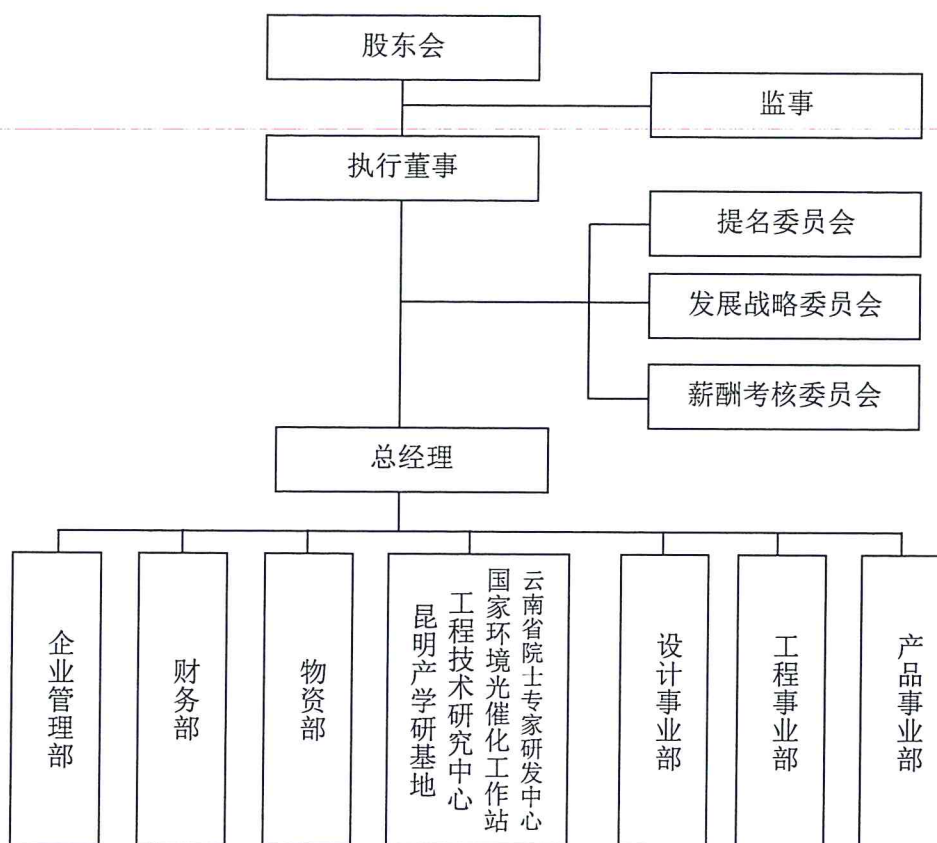 股东会
监事
执行董事
提名委员会
发展战略委员会
薪酬考核委员会
总经理
企业管理部
财务部
物资部
云南省院士专家研发中心
国家环境光催化工作站
工程技术研究中心
昆明产学研基地
设计事业部
工程事业部
产品事业部